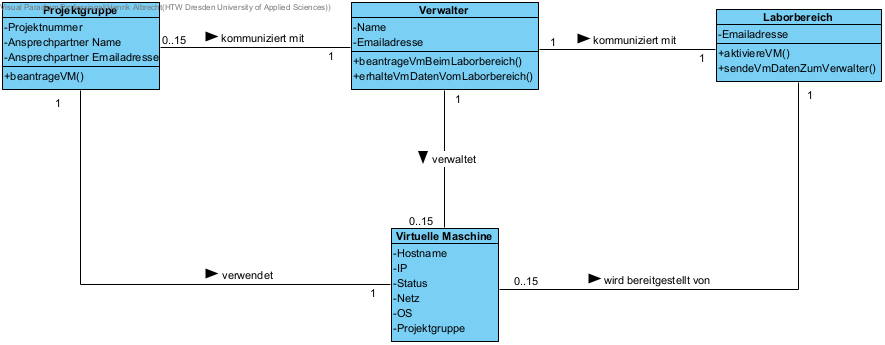 Visual Paradigm
Henrik Albrecht(HTW Dresden University of Applied Sciences))
Projektgruppe
-Projektnummer
-Ansprechpartner Name
-Ansprechpartner Emailadresse
+beantrageVM()
0..15
kommuniziert mit
1
Verwalter
-Name
-Emailadresse
+beantrageVmBeimLaborbereich()
+erhalteVmDatenVomLaborbereich()
1
kommuniziert mit
1
Laborbereich
-Emailadresse
+aktiviereVM()
+sendeVmDatenZumVerwalter()
1
1
1
verwaltet
0..15
Virtuelle Maschine
-Hostname
-IP
-Status
-Netz
-OS
-Projektgruppe
verwendet
1
0..15
wird bereitgestellt von